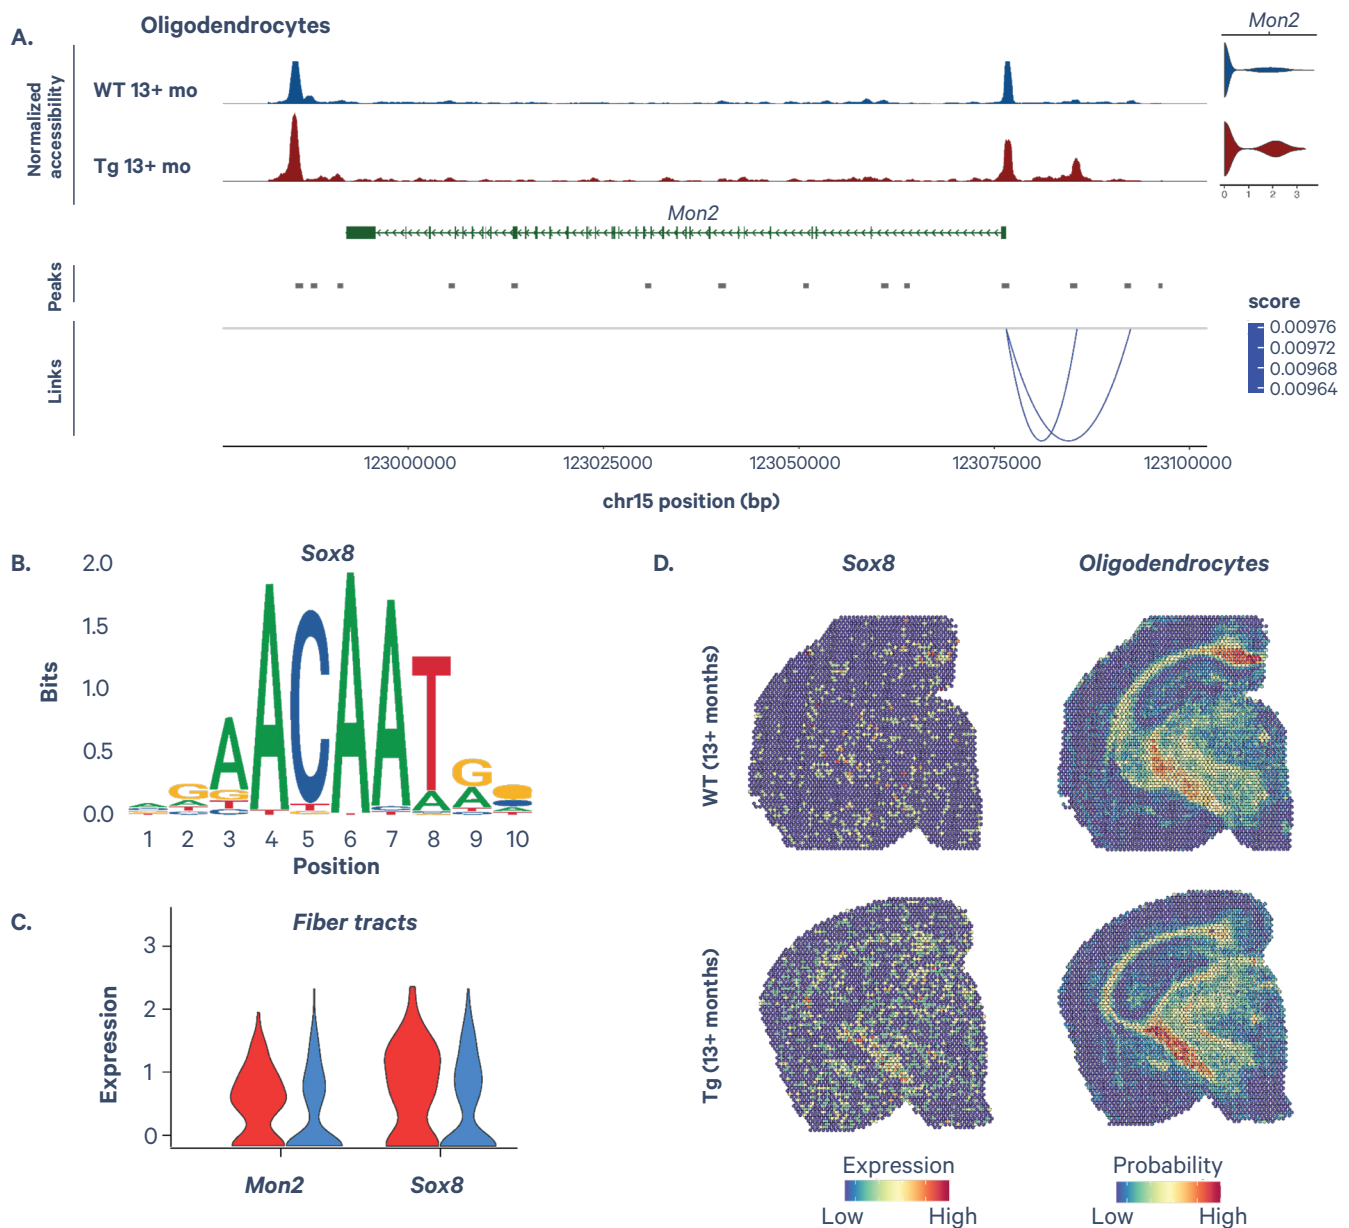 A.
Oligodendrocytes
Mon2
Normalized
accessibility
WT 13+ mo
Tg 13+ mo
0 1 2 3
Mon2
Peaks
Links
score
0.00976
0.00972
0.00968
0.00964
123000000 123025000 123050000 123075000 123100000
chr15 position (bp)
B.
Sox8
Bits
2.0
1.5
1.0
0.5
0.0
A C A A T
A G
G
1 2 3 4 5 6 7 8 9 10
Position
C.
Fiber tracts
Expression
3
2
1
0
Mon2 Sox8
D.
Sox8 Oligodendrocytes
WT (13+ months)
Tg (13+ months)
Expression Probability
Low High Low High